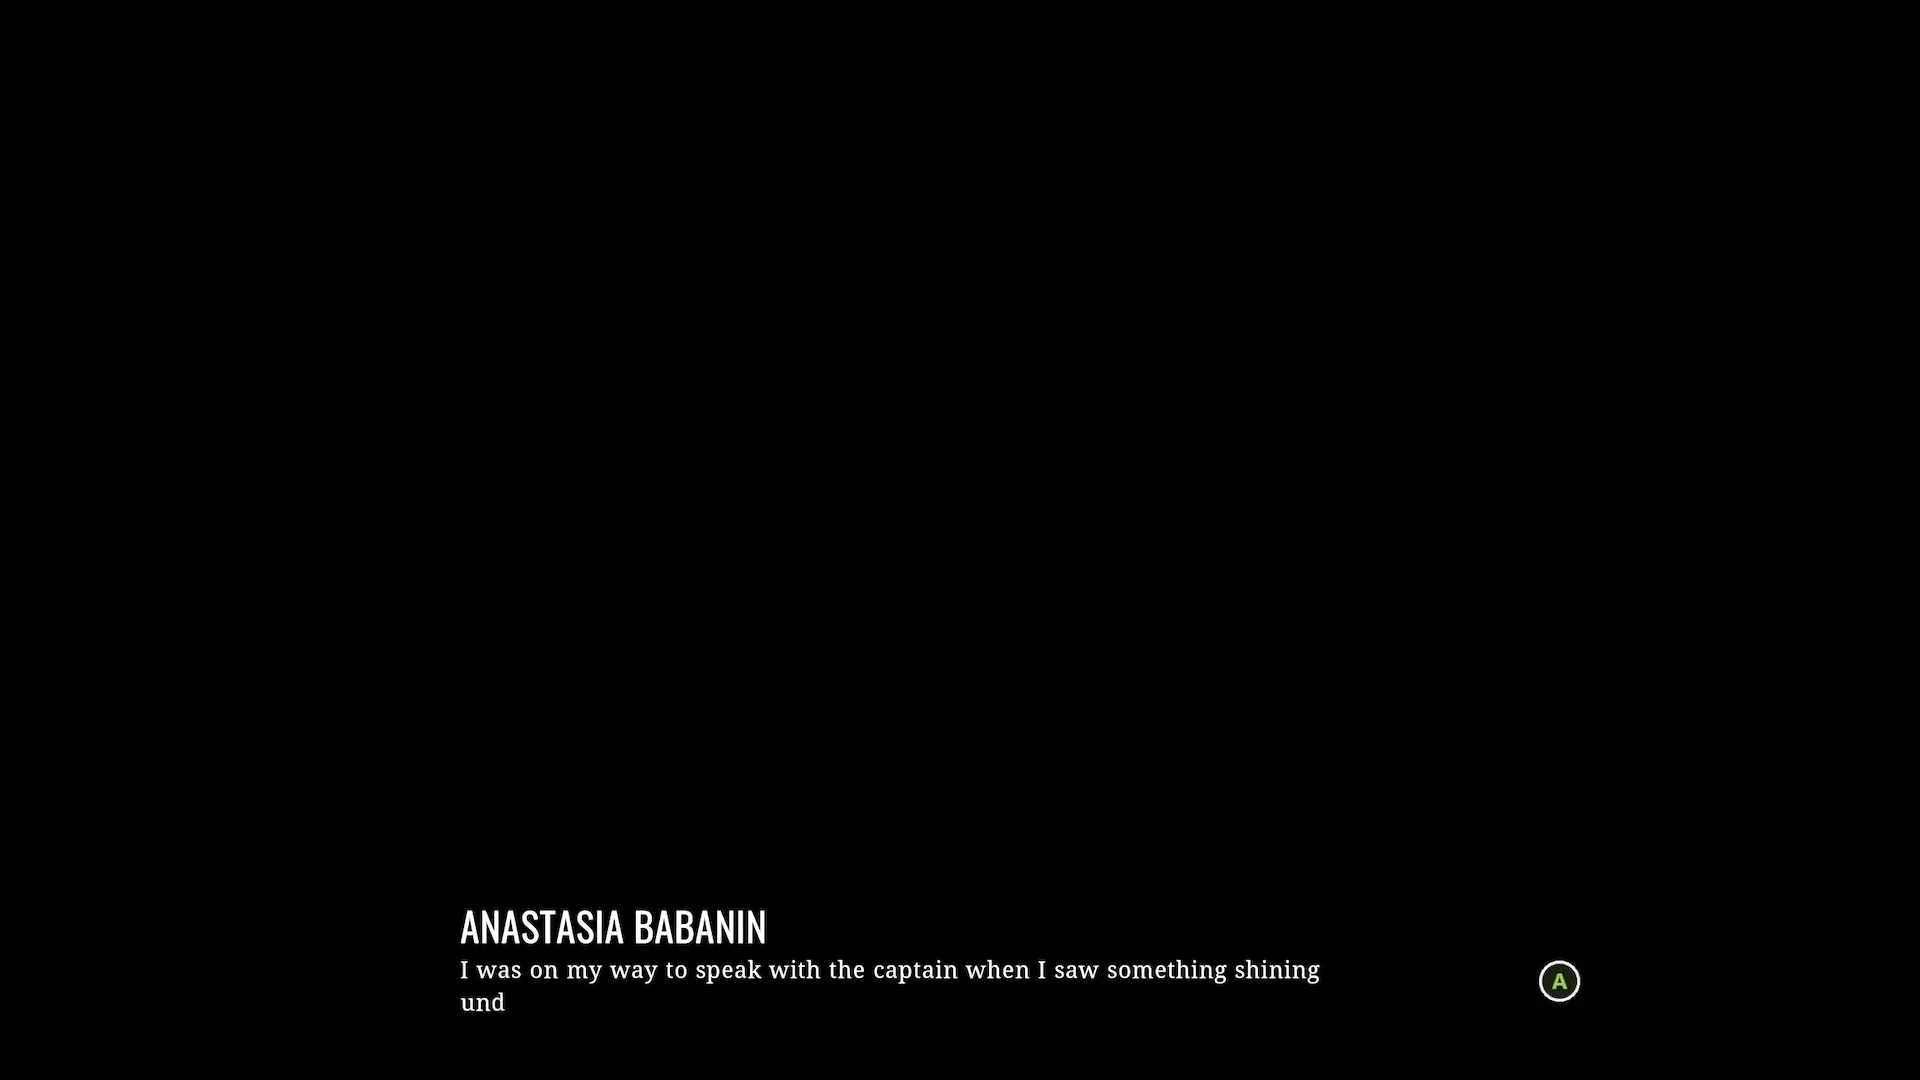 ANASTASIA BABANIN
I was on my way to speak with the captain when I saw something shining
und
A